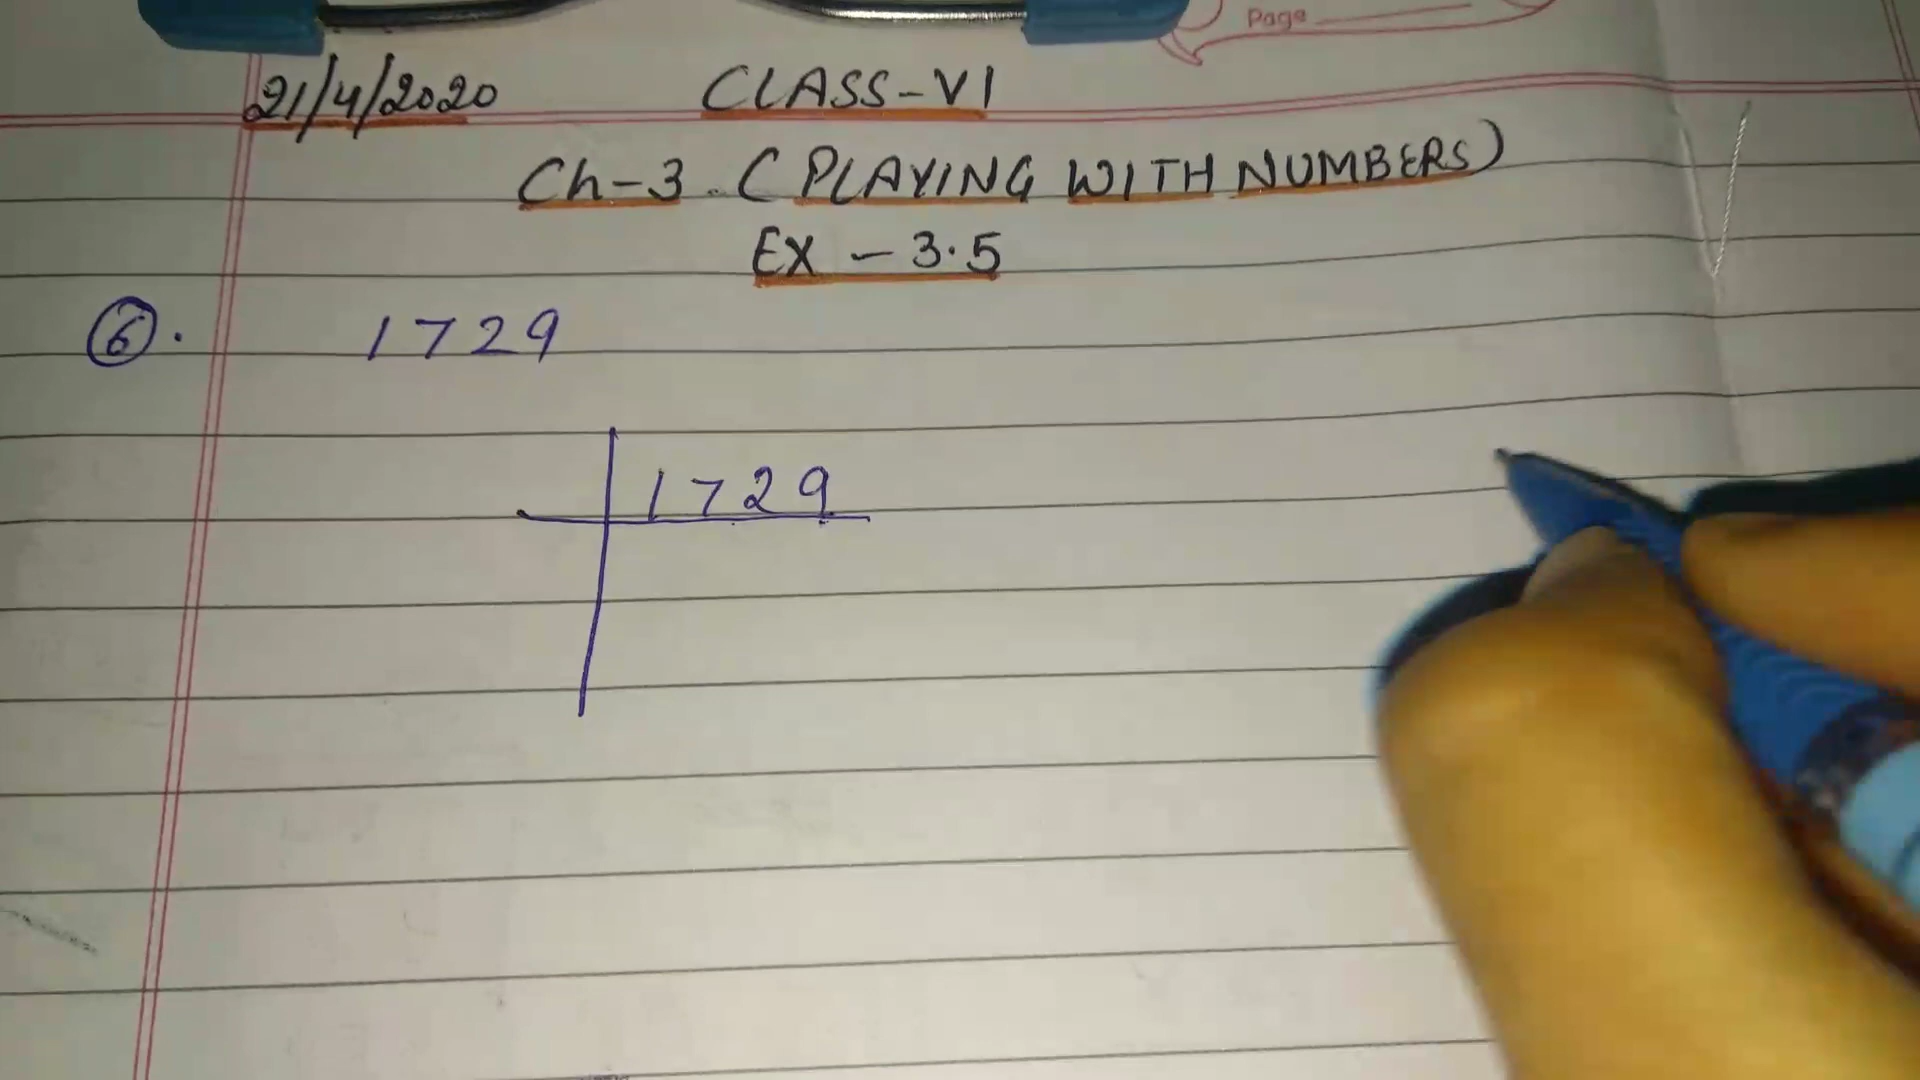 Page
21/4/2020 CLASS-VI
Ch-3. (PLAYING WITH NUMBERS)
EX - 3.5
6. 1729
1729